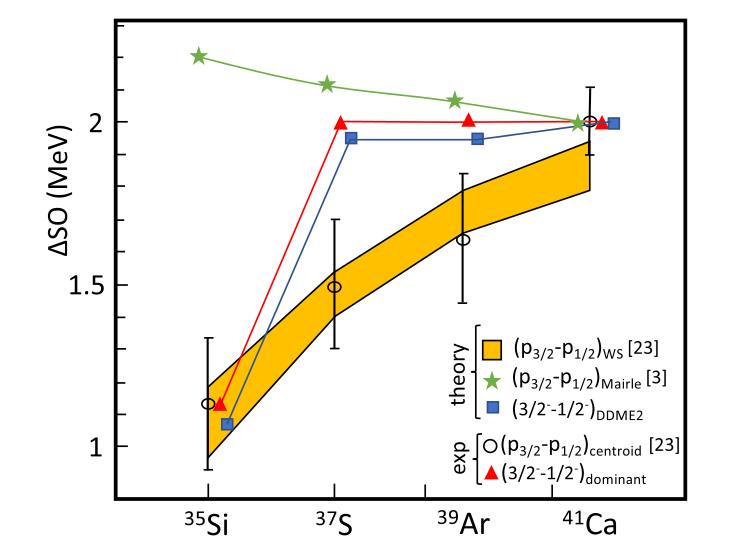 ΔSO (MeV)
2
1.5
1
theory
(p3/2-p1/2)WS [23]
(p3/2-p1/2)Mairle [3]
(3/2⁻-1/2⁻)DDME2
exp
(p3/2-p1/2)centroid [23]
(3/2⁻-1/2⁻)dominant
³⁵Si
³⁷S
³⁹Ar
⁴¹Ca